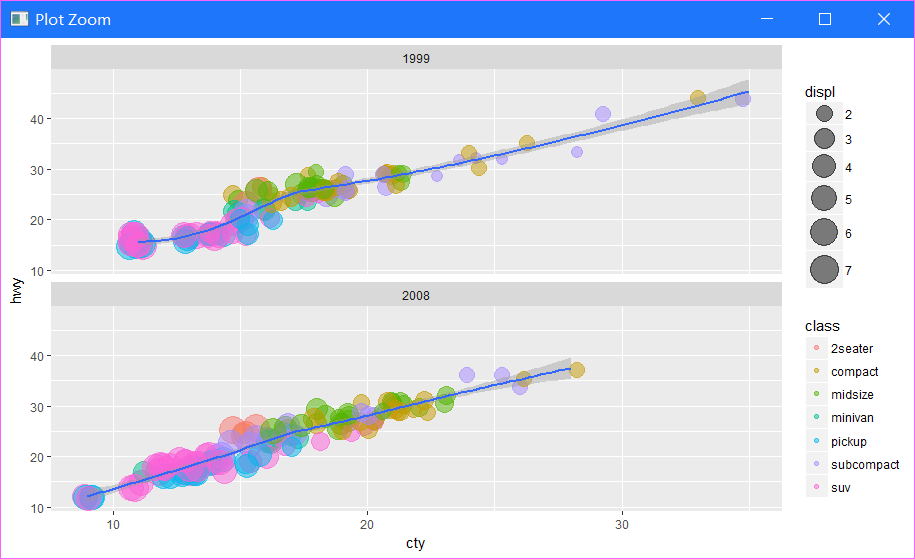 Plot Zoom
1999
40
30
20
10
2008
40
30
20
10
hwy
10 20 30
cty
displ
2
3
4
5
6
7
class
2seater
compact
midsize
minivan
pickup
subcompact
suv